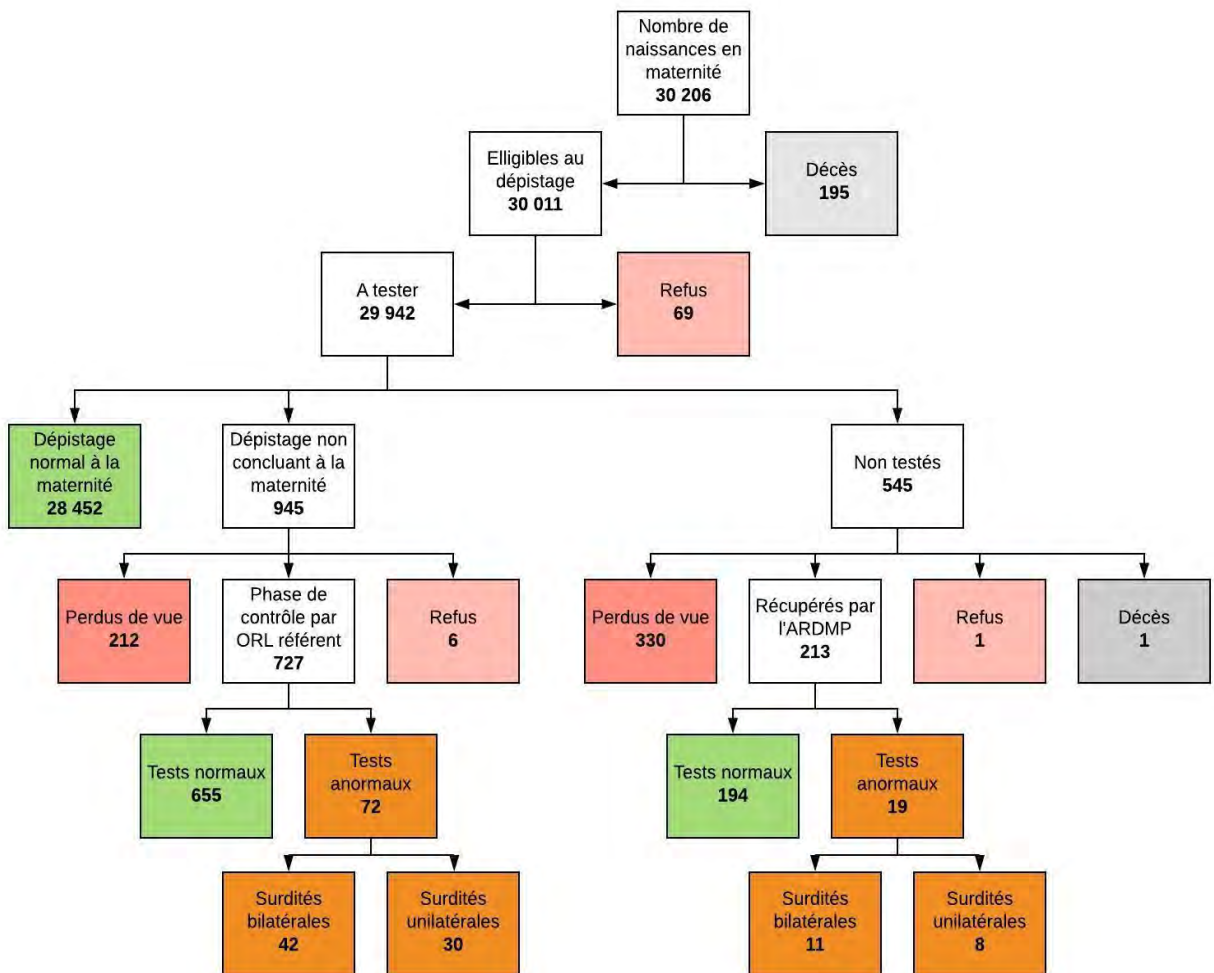 Nombre de
naissances en
maternité
30 206
Elligibles au
dépistage
30 011
Décès
195
A tester
29 942
Refus
69
Dépistage
normal à la
maternité
28 452
Dépistage non
concluant à la
maternité
945
Non testés
545
Perdus de vue
212
Phase de
contrôle par
ORL référent
727
Refus
6
Perdus de vue
330
Récupérés par
l'ARDMP
213
Refus
1
Décès
1
Tests normaux
655
Tests
anormaux
72
Tests normaux
194
Tests
anormaux
19
Surdités
bilatérales
42
Surdités
unilatérales
30
Surdités
bilatérales
11
Surdités
unilatérales
8